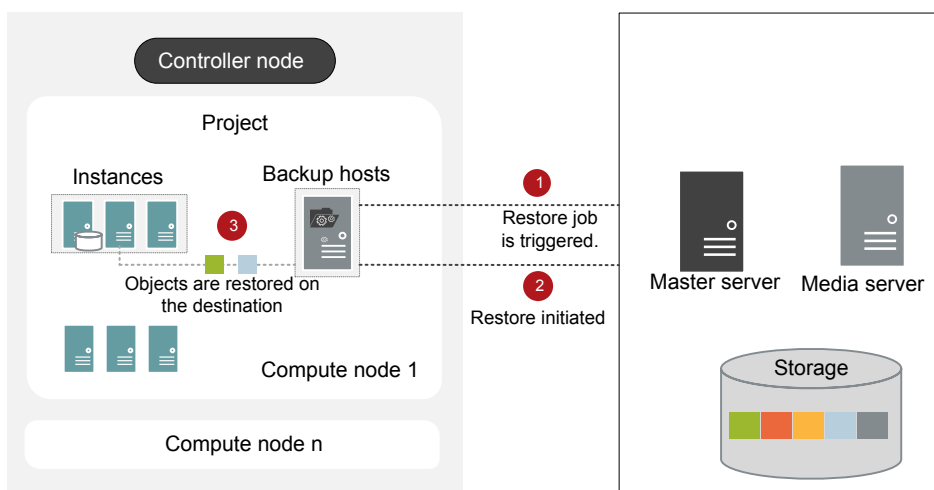 Controller node
Project
Instances
Backup hosts
1
Restore job
is triggered.
3
Objects are restored on
the destination
2
Restore initiated
Master server
Media server
Compute node 1
Storage
Compute node n